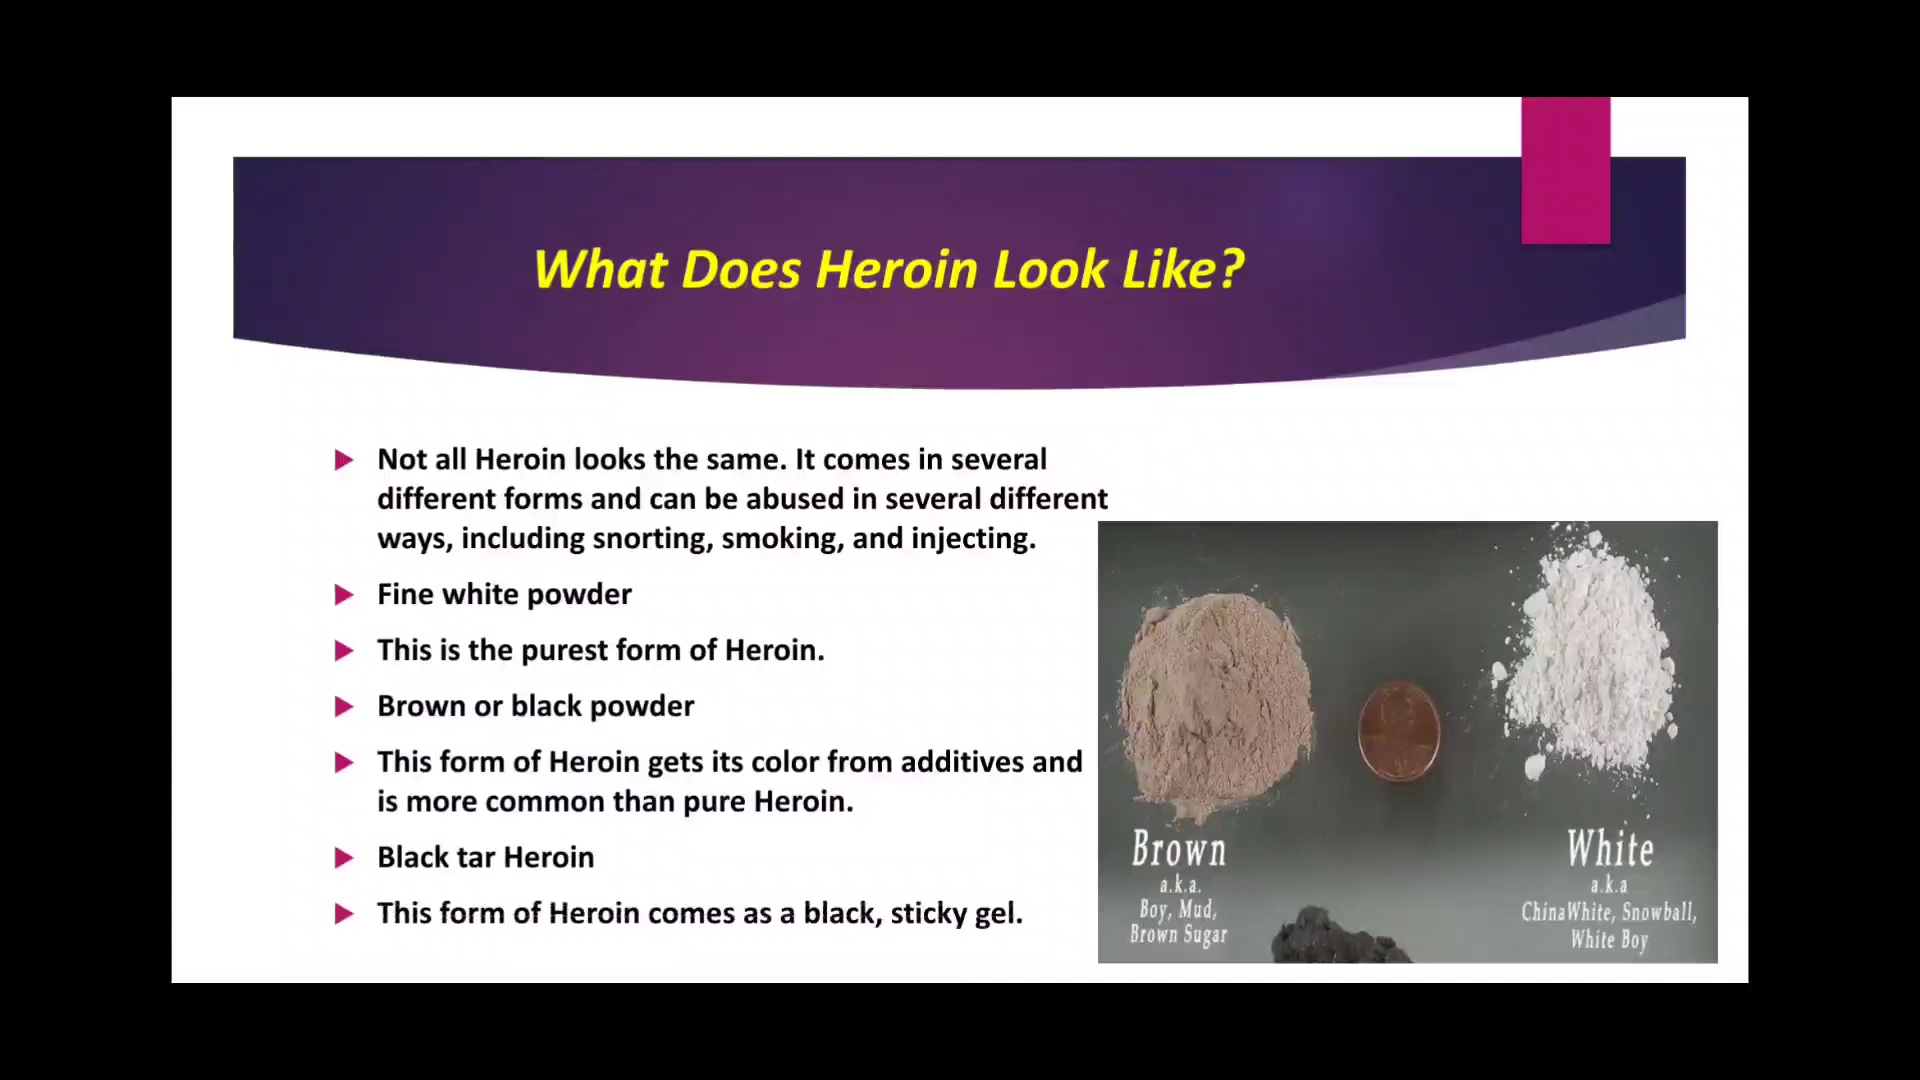 What Does Heroin Look Like?
Not all Heroin looks the same. It comes in several
different forms and can be abused in several different
ways, including snorting, smoking, and injecting.
Fine white powder
This is the purest form of Heroin.
Brown or black powder
This form of Heroin gets its color from additives and
is more common than pure Heroin.
Black tar Heroin
This form of Heroin comes as a black, sticky gel.
Brown
a.k.a.
Boy, Mud,
Brown Sugar
White
a.k.a
ChinaWhite, Snowball,
White Boy